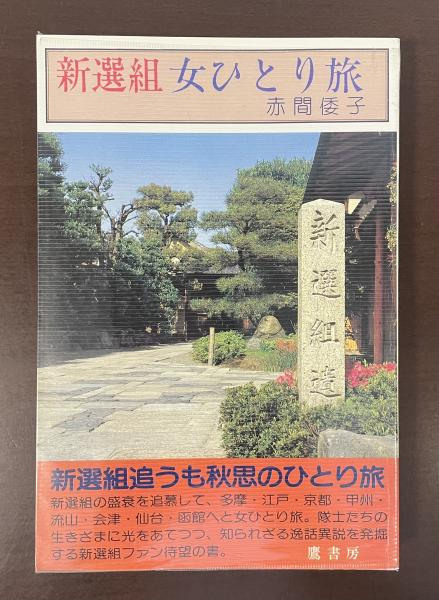 新選組 女ひとり旅
赤間倭子
新選組遺
新選組追うも秋思のひとり旅
新選組の盛衰を追慕して、多摩・江戸・京都・甲州・
流山・会津・仙台・函館へと女ひとり旅。隊士たちの
生きざまに光をあてつつ、知られざる逸話異説を発掘
する新選組ファン待望の書。
鷹書房